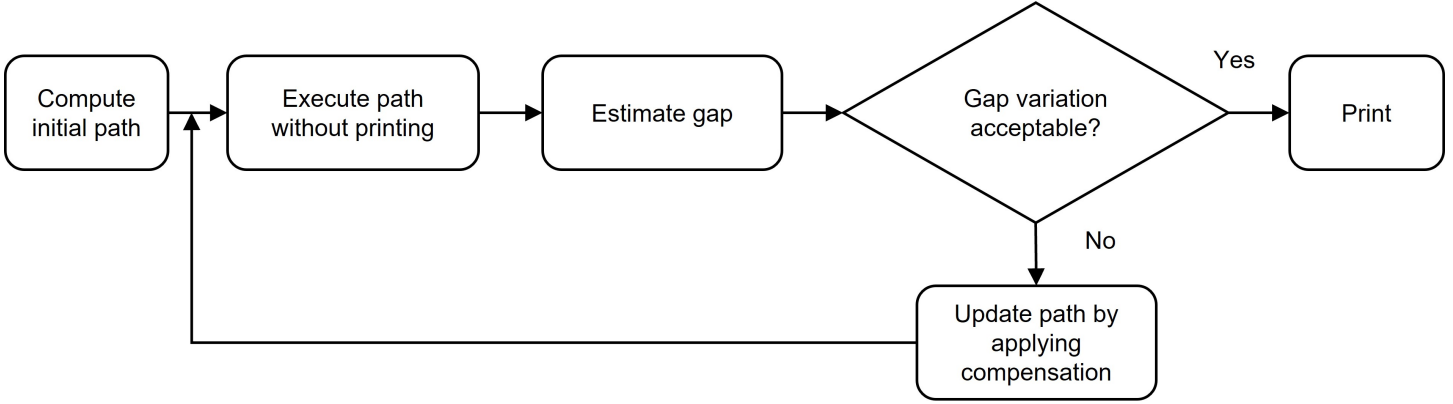 Compute
initial path
Execute path
without printing
Estimate gap
Gap variation
acceptable?
Yes
Print
No
Update path by
applying
compensation